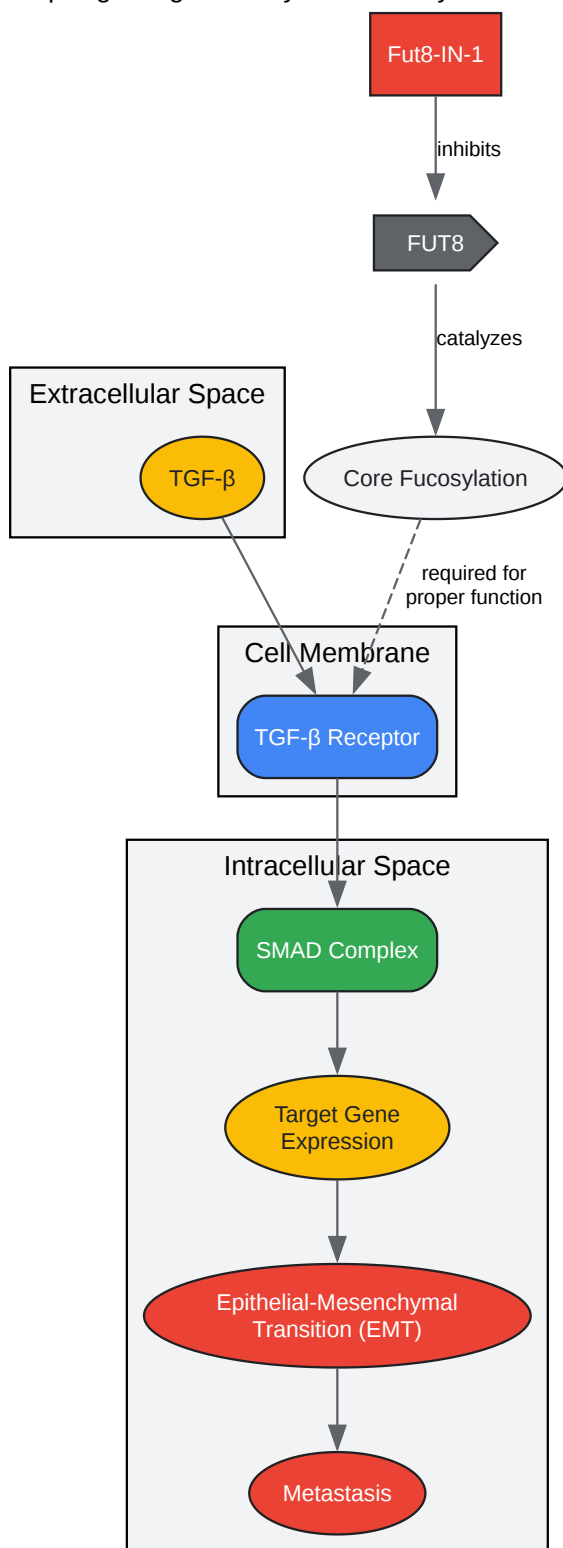 Fut8-IN-1
inhibits
FUT8
catalyzes
Extracellular Space
TGF-β
Core Fucosylation
required for
proper function
Cell Membrane
TGF-β Receptor
Intracellular Space
SMAD Complex
Target Gene
Expression
Epithelial-Mesenchymal
Transition (EMT)
Metastasis